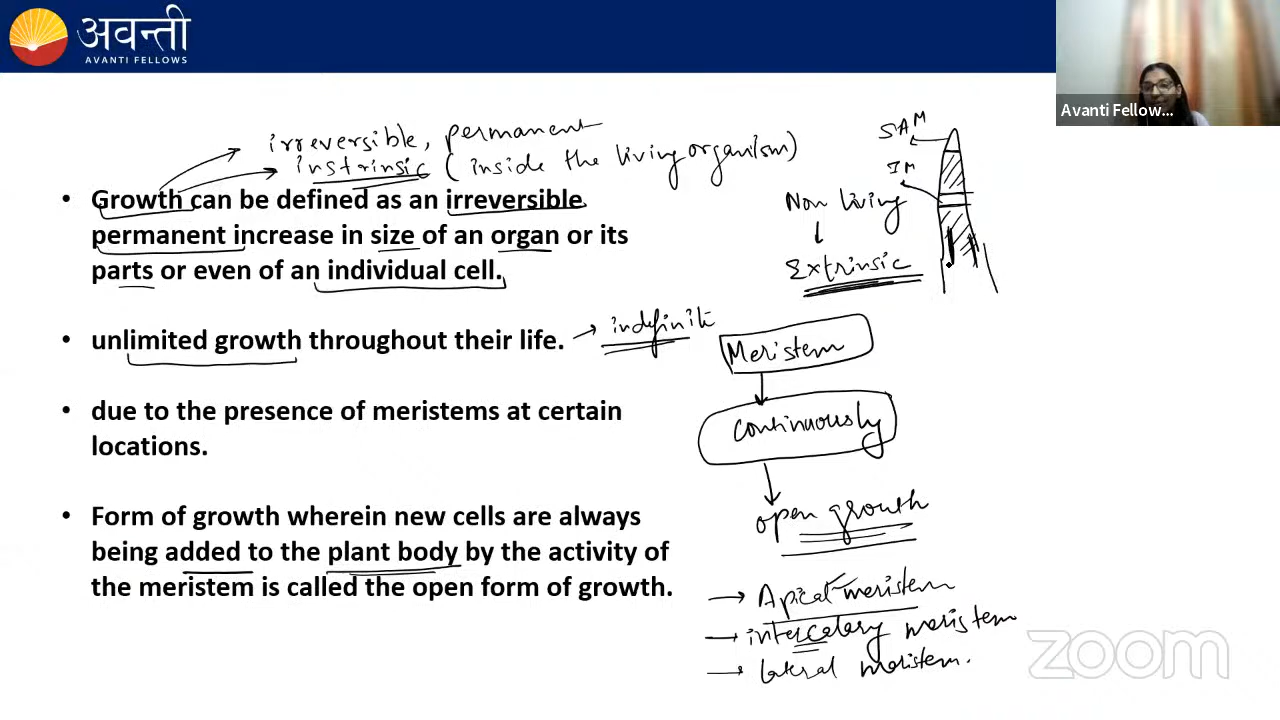 अवन्ती
AVANTI FELLOWS
Avanti Fellow...
irreversible, permanent
instrinsic (inside the living organism)
SAM
IM
• Growth can be defined as an irreversible
permanent increase in size of an organ or its
parts or even of an individual cell.
Non living
Extrinsic
• unlimited growth throughout their life.
→ indefinite
Meristem
continuously
open growth
• due to the presence of meristems at certain
locations.
• Form of growth wherein new cells are always
being added to the plant body by the activity of
the meristem is called the open form of growth.
→ Apical meristem
→ intercalary meristem
→ lateral meristem.
zoom